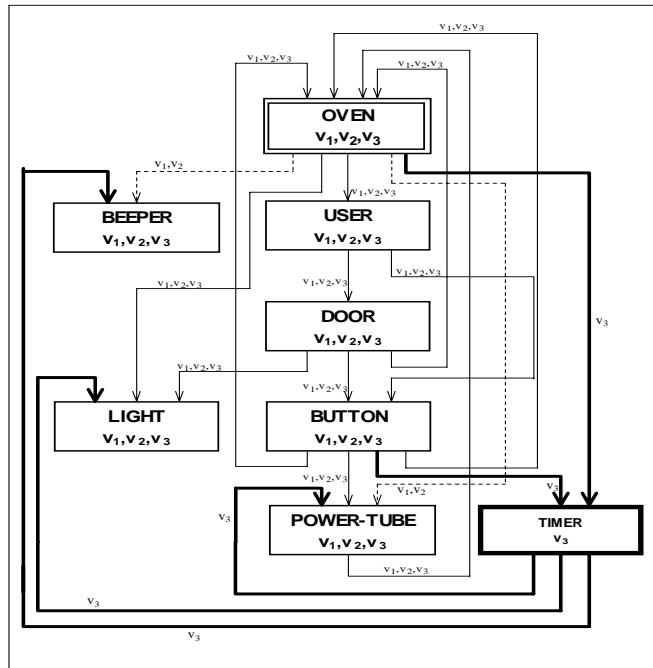 v₁,v₂,v₃
v₁,v₂,v₃
OVEN
v₁,v₂,v₃
v₁,v₂
v₁,v₂,v₃
BEEPER
v₁,v₂,v₃
USER
v₁,v₂,v₃
v₁,v₂,v₃
v₁,v₂,v₃
v₁,v₂,v₃
DOOR
v₁,v₂,v₃
v₃
v₁,v₂,v₃
v₁,v₂,v₃
LIGHT
v₁,v₂,v₃
BUTTON
v₁,v₂,v₃
v₁,v₂,v₃
v₃
v₁,v₂
v₃
POWER-TUBE
v₁,v₂,v₃
TIMER
v₃
v₁,v₂,v₃
v₃
v₃